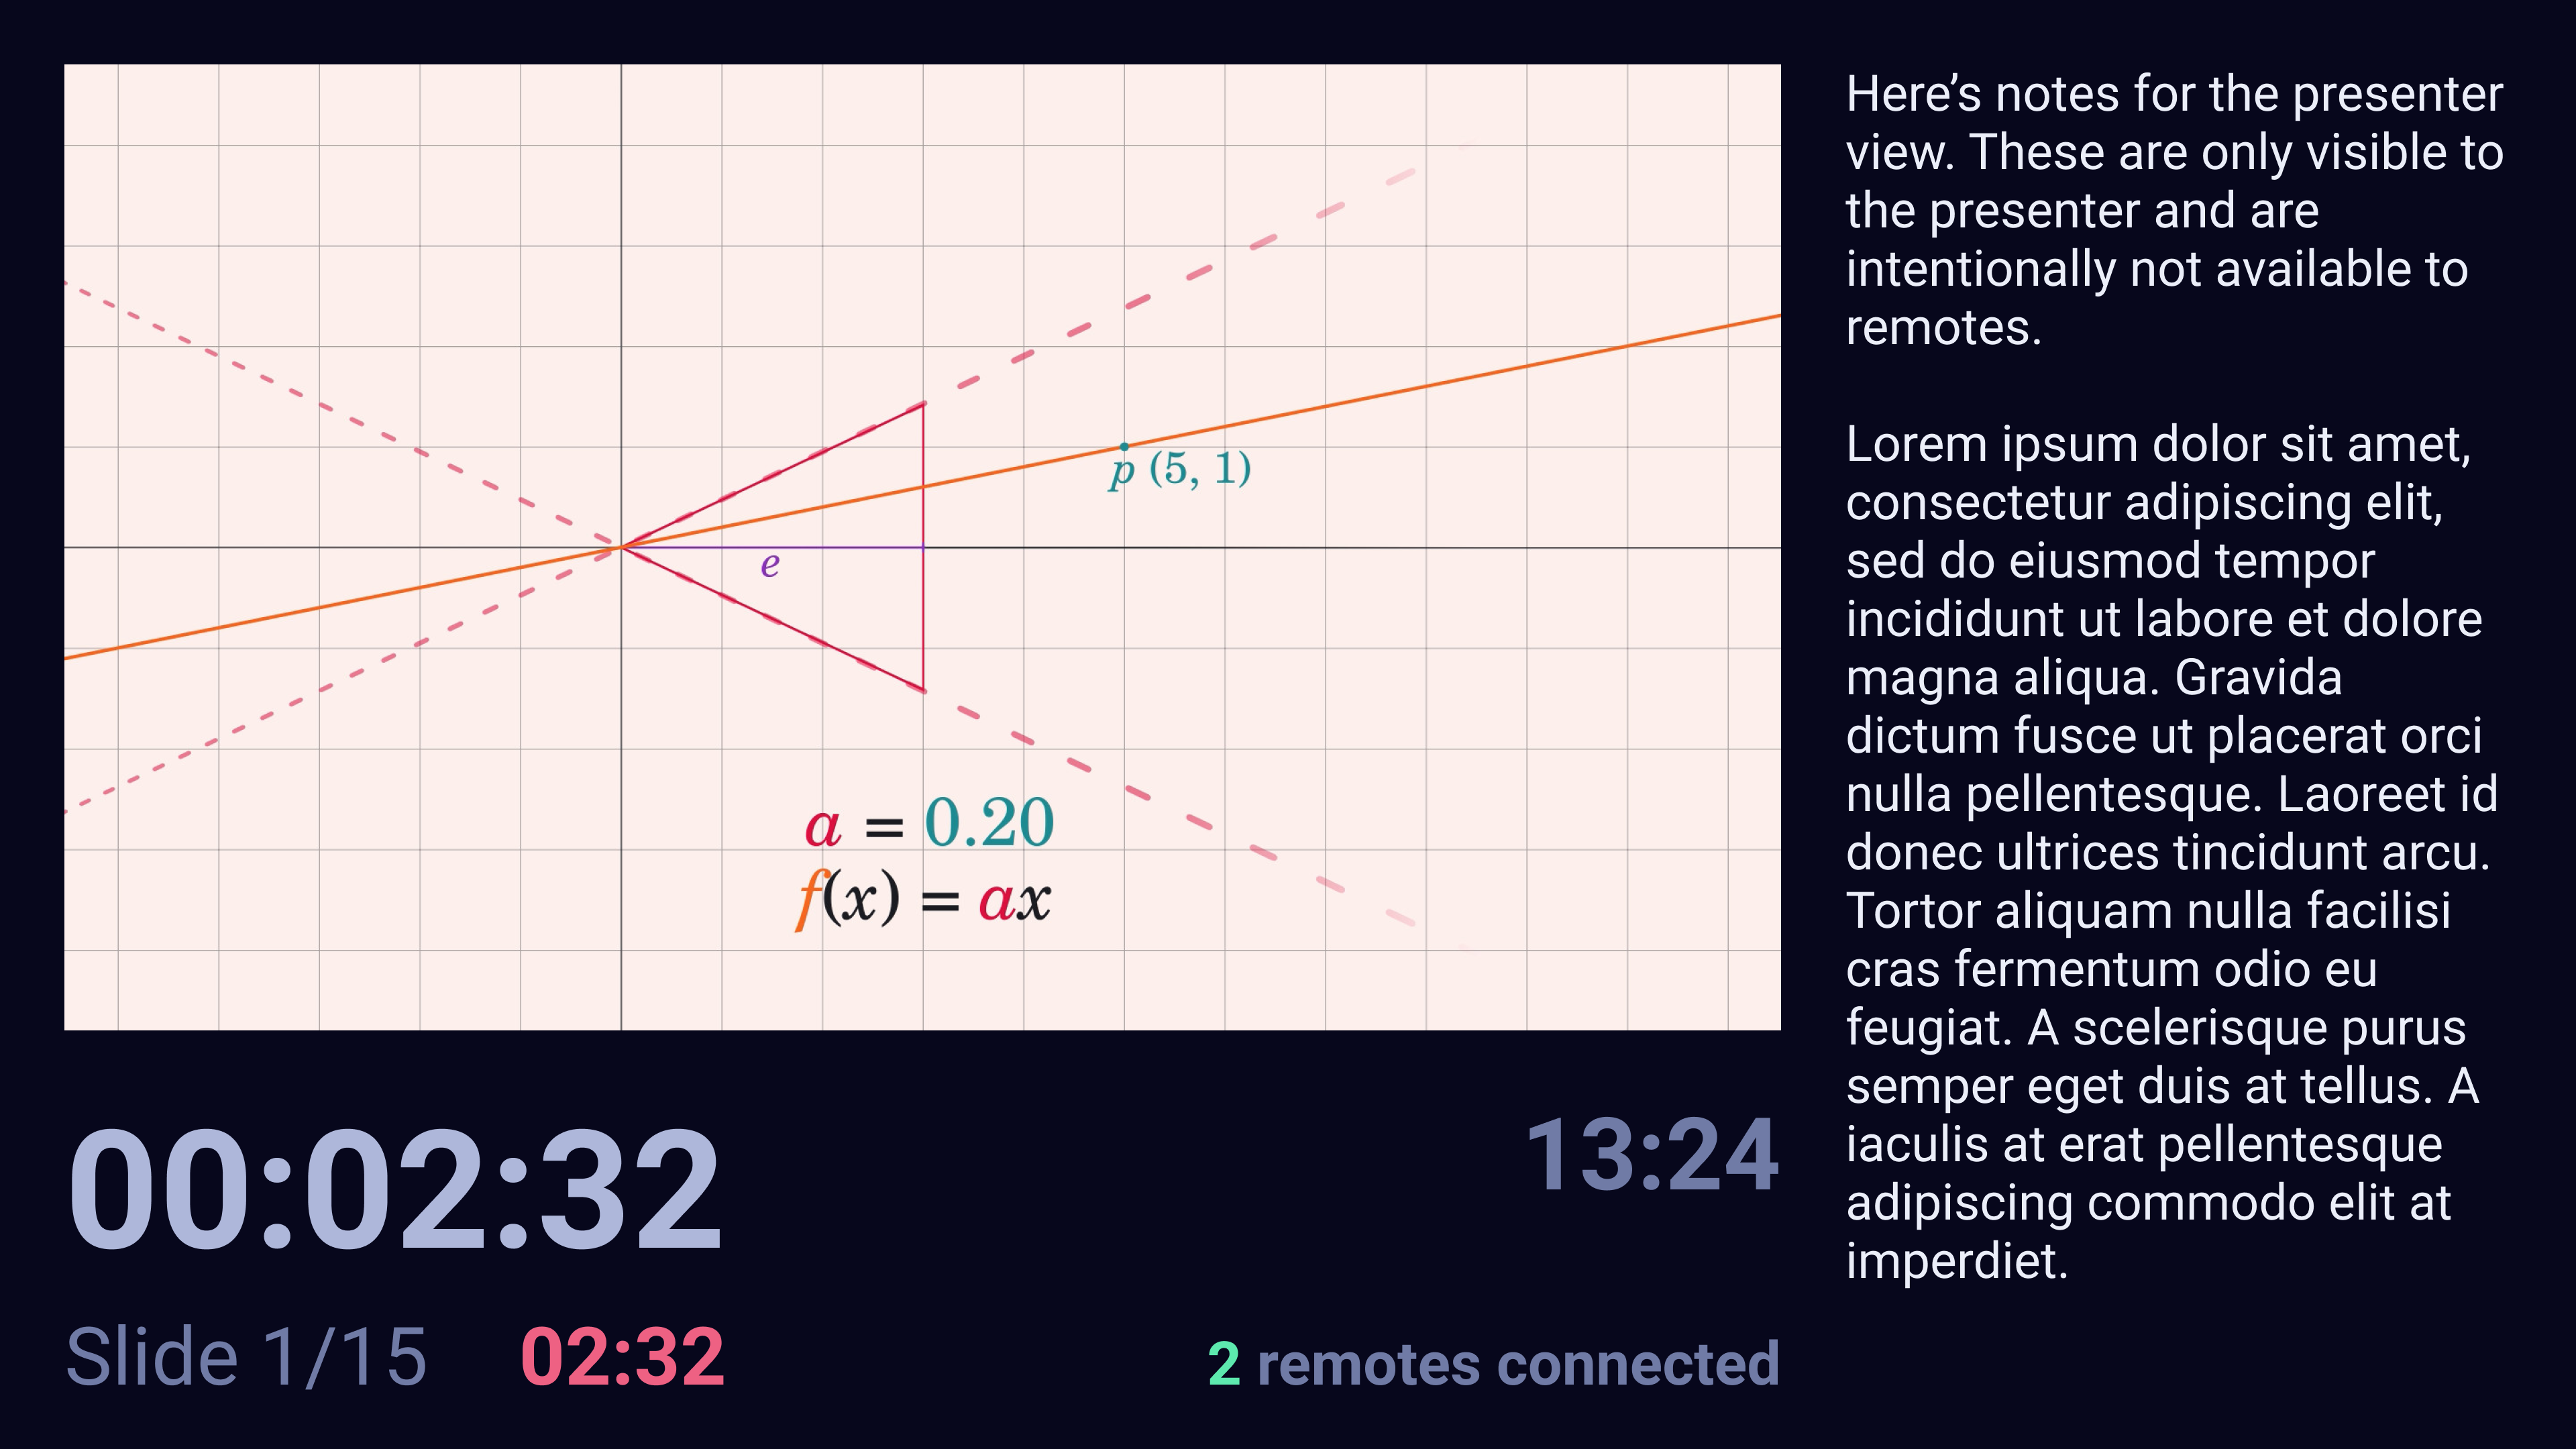 p (5, 1)
e
a = 0.20
f(x) = ax
00:02:32
13:24
Slide 1/15
02:32
2 remotes connected
Here’s notes for the presenter
view. These are only visible to
the presenter and are
intentionally not available to
remotes.
Lorem ipsum dolor sit amet,
consectetur adipiscing elit,
sed do eiusmod tempor
incididunt ut labore et dolore
magna aliqua. Gravida
dictum fusce ut placerat orci
nulla pellentesque. Laoreet id
donec ultrices tincidunt arcu.
Tortor aliquam nulla facilisi
cras fermentum odio eu
feugiat. A scelerisque purus
semper eget duis at tellus. A
iaculis at erat pellentesque
adipiscing commodo elit at
imperdiet.